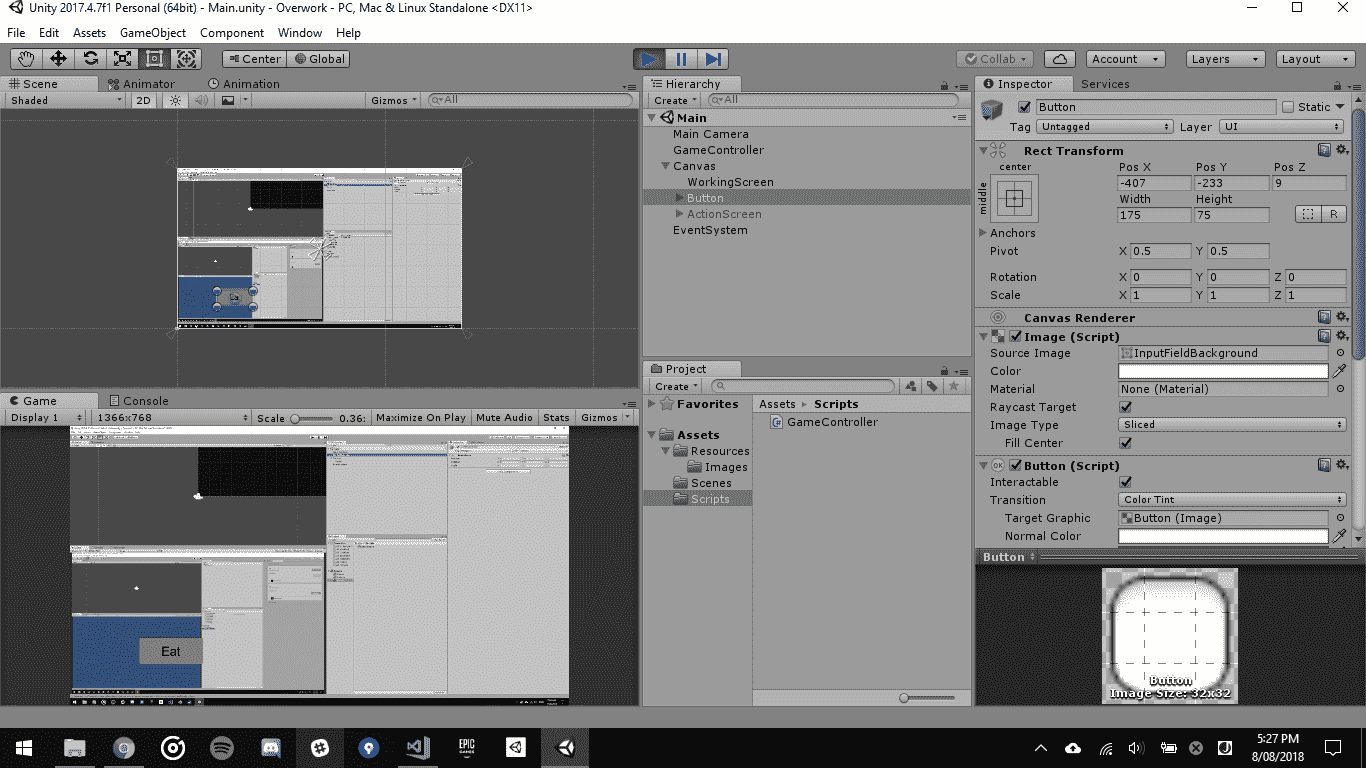 Unity 2017.4.7f1 Personal (64bit) - Main.unity - Overwork - PC, Mac & Linux Standalone <DX11>
File Edit Assets GameObject Component Window Help
Center Global
Collab Account Layers Layout
Scene Animator Animation
Shaded 2D Gizmos All
Game Console
Display 1 1366x768 Scale 0.36: Maximize On Play Mute Audio Stats Gizmos
Eat
Hierarchy
Create All
Main
Main Camera
GameController
Canvas
WorkingScreen
Button
ActionScreen
EventSystem
Project
Create
Favorites
Assets
Resources
Images
Scenes
Scripts
Assets Scripts
GameController
Inspector Services
Button Static
Tag Untagged Layer UI
Rect Transform
center
middle
Pos X Pos Y Pos Z
-407 -233 9
Width Height
175 75
R
Anchors
Pivot X 0.5 Y 0.5
Rotation X 0 Y 0 Z 0
Scale X 1 Y 1 Z 1
Canvas Renderer
Image (Script)
Source Image InputFieldBackground
Color
Material None (Material)
Raycast Target
Image Type Sliced
Fill Center
OK Button (Script)
Interactable
Transition Color Tint
Target Graphic Button (Image)
Normal Color
Button
Button
Image Size: 32x32
EPIC GAMES
5:27 PM
8/08/2018